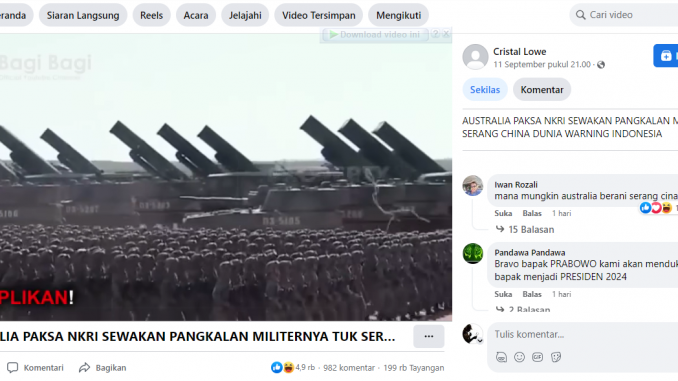 eranda
Siaran Langsung
Reels
Acara
Jelajahi
Video Tersimpan
Mengikuti
Cari video
Download video ini
Bagi Bagi
PLIKAN!
LIA PAKSA NKRI SEWAKAN PANGKALAN MILITERNYA TUK SER...
Komentari
Bagikan
4,9 rb · 982 komentar · 199 rb Tayangan
Cristal Lowe
11 September pukul 21.00 ·
Sekilas
Komentar
AUSTRALIA PAKSA NKRI SEWAKAN PANGKALAN M
SERANG CHINA DUNIA WARNING INDONESIA
Iwan Rozali
mana mungkin australia berani serang cina
Suka Balas 1 hari
1
15 Balasan
Pandawa Pandawa
Bravo bapak PRABOWO kami akan menduk
bapak menjadi PRESIDEN 2024
Suka Balas 1 hari
2 Balasan
Tulis komentar...